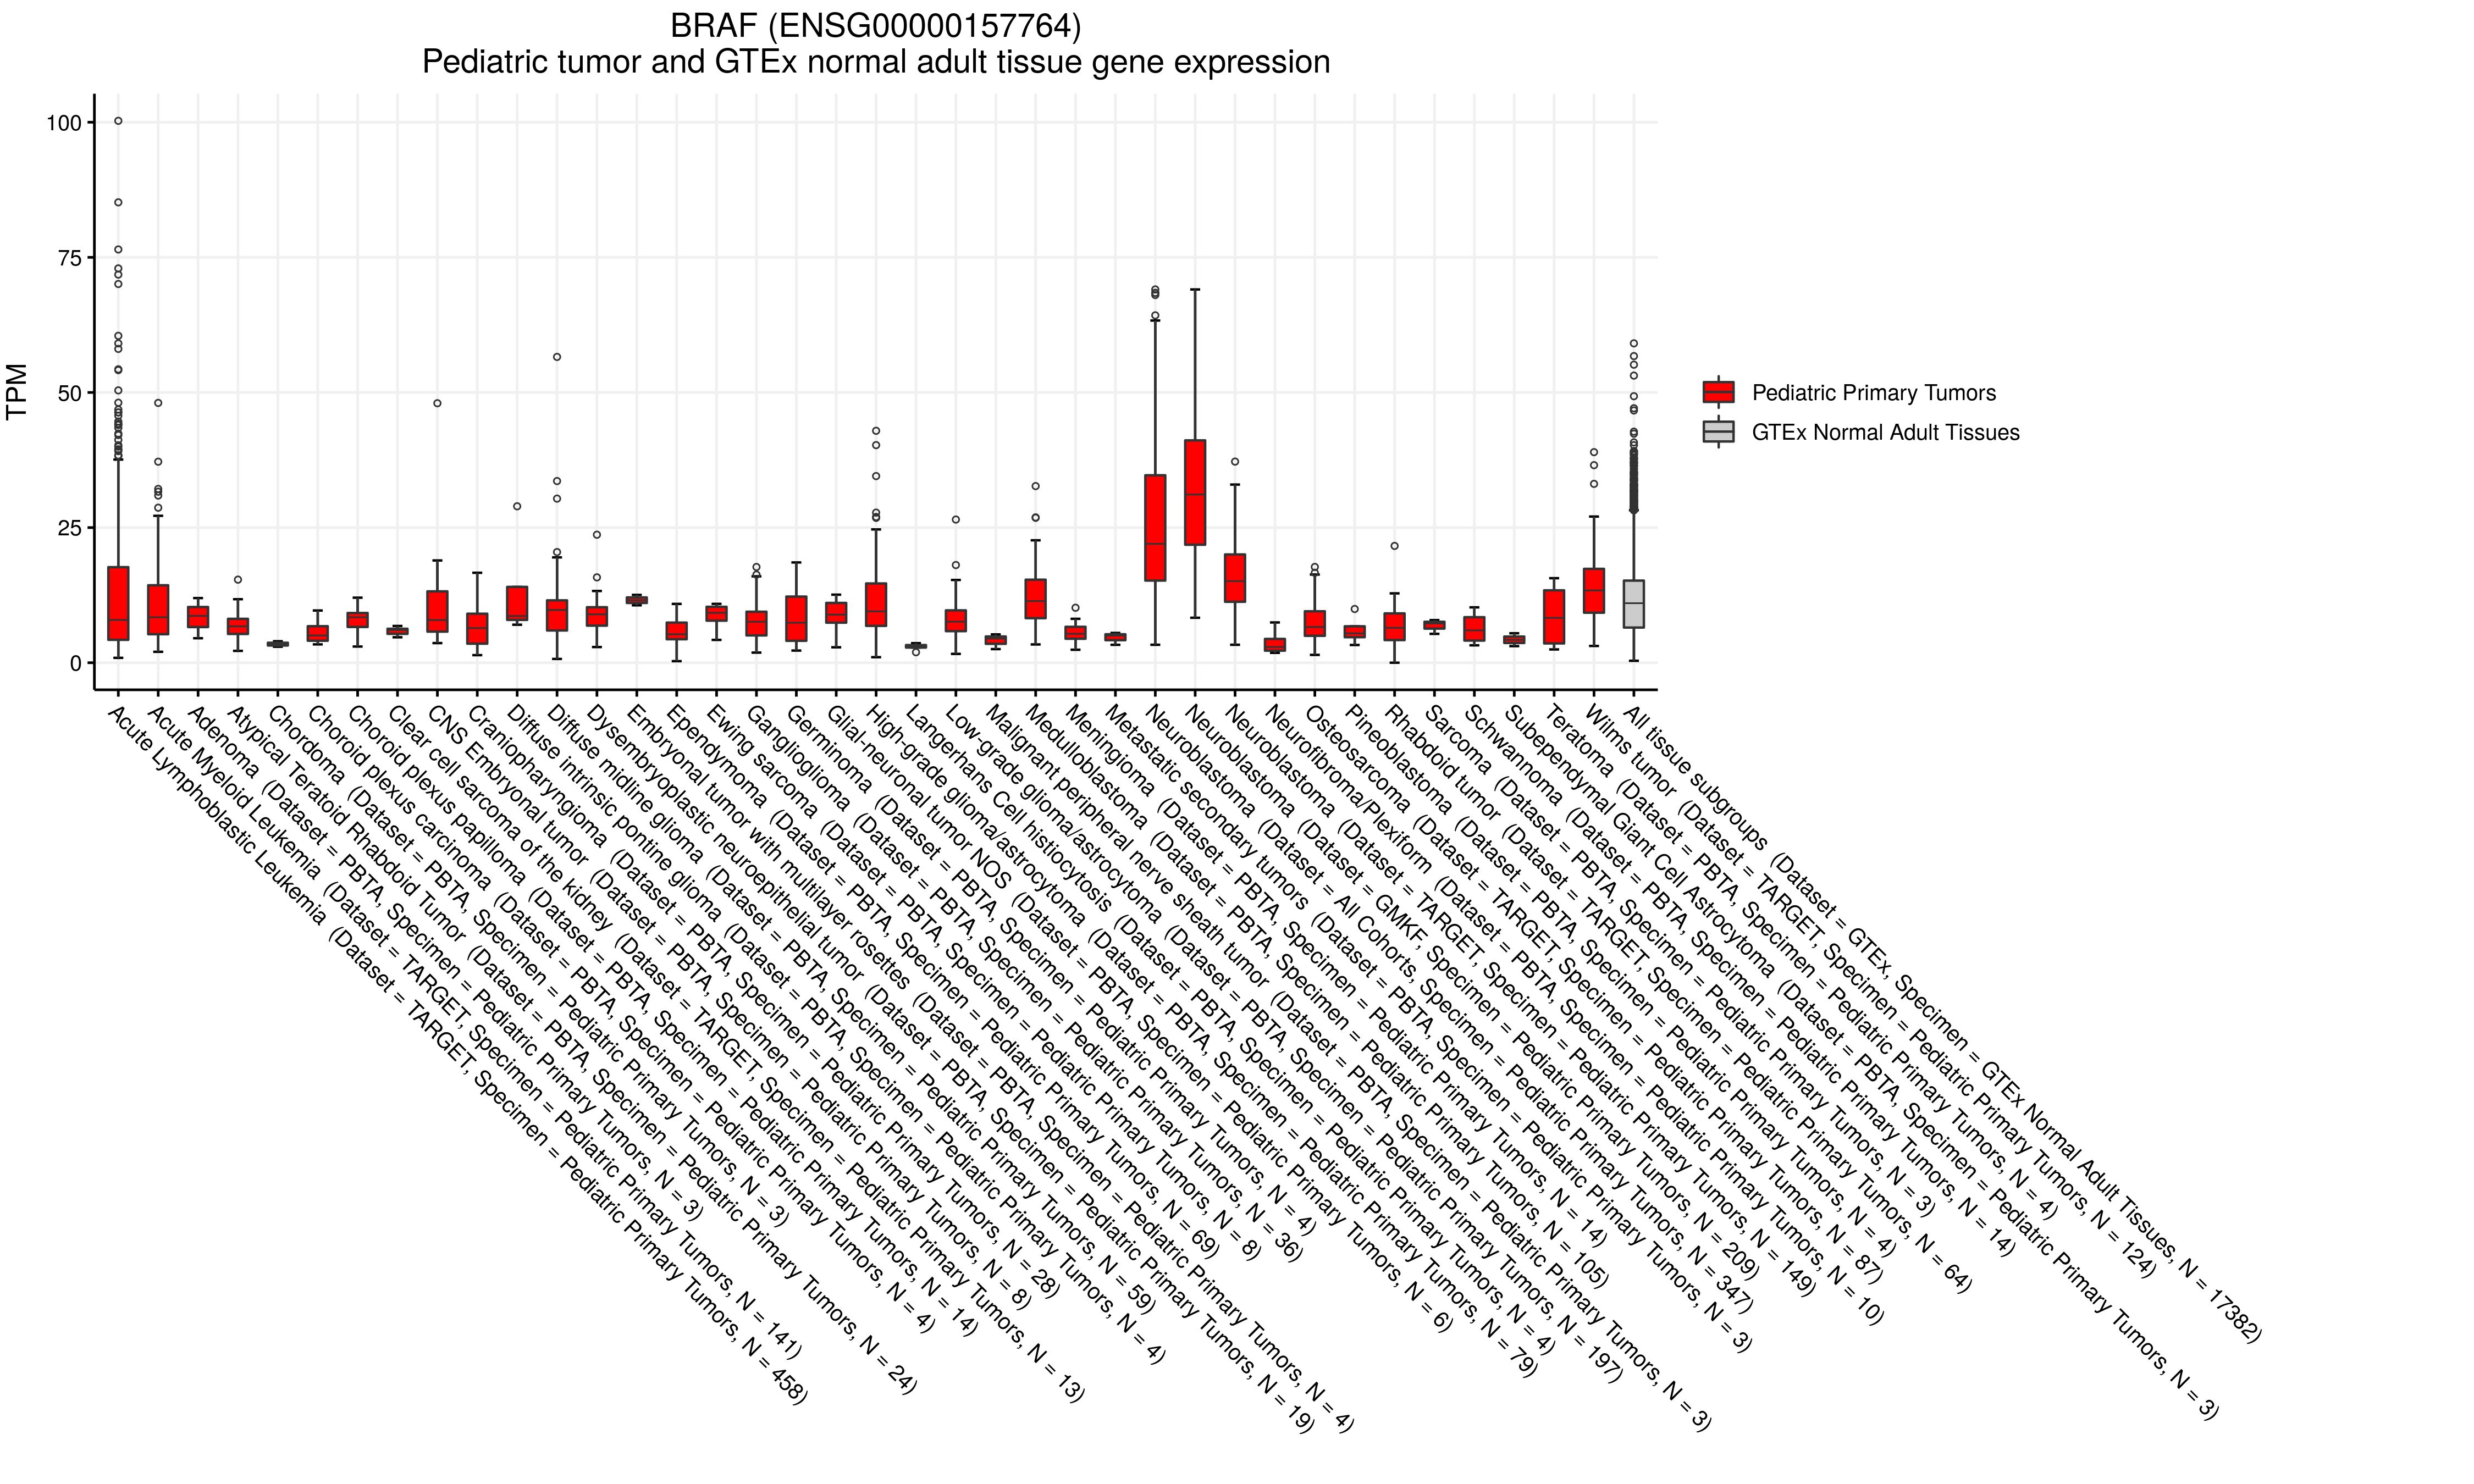 BRAF (ENSG00000157764)
Pediatric tumor and GTEx normal adult tissue gene expression
TPM
100
75
50
25
0
Acute Lymphoblastic Leukemia (Dataset = TARGET, Specimen = Pediatric Primary Tumors, N = 458)
Acute Myeloid Leukemia (Dataset = TARGET, Specimen = Pediatric Primary Tumors, N = 141)
Adenoma (Dataset = PBTA, Specimen = Pediatric Primary Tumors, N = 3)
Atypical Teratoid Rhabdoid Tumor (Dataset = PBTA, Specimen = Pediatric Primary Tumors, N = 24)
Chordoma (Dataset = PBTA, Specimen = Pediatric Primary Tumors, N = 3)
Choroid plexus carcinoma (Dataset = PBTA, Specimen = Pediatric Primary Tumors, N = 4)
Choroid plexus papilloma (Dataset = PBTA, Specimen = Pediatric Primary Tumors, N = 14)
Clear cell sarcoma of the kidney (Dataset = TARGET, Specimen = Pediatric Primary Tumors, N = 13)
CNS Embryonal tumor (Dataset = PBTA, Specimen = Pediatric Primary Tumors, N = 8)
Craniopharyngioma (Dataset = PBTA, Specimen = Pediatric Primary Tumors, N = 28)
Diffuse intrinsic pontine glioma (Dataset = PBTA, Specimen = Pediatric Primary Tumors, N = 4)
Diffuse midline glioma (Dataset = PBTA, Specimen = Pediatric Primary Tumors, N = 59)
Dysembryoplastic neuroepithelial tumor (Dataset = PBTA, Specimen = Pediatric Primary Tumors, N = 19)
Embryonal tumor with multilayer rosettes (Dataset = PBTA, Specimen = Pediatric Primary Tumors, N = 4)
Ependymoma (Dataset = PBTA, Specimen = Pediatric Primary Tumors, N = 69)
Ewing sarcoma (Dataset = PBTA, Specimen = Pediatric Primary Tumors, N = 8)
Ganglioglioma (Dataset = PBTA, Specimen = Pediatric Primary Tumors, N = 36)
Germinoma (Dataset = PBTA, Specimen = Pediatric Primary Tumors, N = 4)
Glial-neuronal tumor NOS (Dataset = PBTA, Specimen = Pediatric Primary Tumors, N = 6)
High-grade glioma/astrocytoma (Dataset = PBTA, Specimen = Pediatric Primary Tumors, N = 79)
Langerhans Cell histiocytosis (Dataset = PBTA, Specimen = Pediatric Primary Tumors, N = 4)
Low-grade glioma/astrocytoma (Dataset = PBTA, Specimen = Pediatric Primary Tumors, N = 197)
Malignant peripheral nerve sheath tumor (Dataset = PBTA, Specimen = Pediatric Primary Tumors, N = 3)
Medulloblastoma (Dataset = PBTA, Specimen = Pediatric Primary Tumors, N = 105)
Meningioma (Dataset = PBTA, Specimen = Pediatric Primary Tumors, N = 14)
Metastatic secondary tumors (Dataset = PBTA, Specimen = Pediatric Primary Tumors, N = 3)
Neuroblastoma (Dataset = All Cohorts, Specimen = Pediatric Primary Tumors, N = 347)
Neuroblastoma (Dataset = GMKF, Specimen = Pediatric Primary Tumors, N = 209)
Neuroblastoma (Dataset = TARGET, Specimen = Pediatric Primary Tumors, N = 149)
Neurofibroma/Plexiform (Dataset = PBTA, Specimen = Pediatric Primary Tumors, N = 10)
Osteosarcoma (Dataset = TARGET, Specimen = Pediatric Primary Tumors, N = 87)
Pineoblastoma (Dataset = PBTA, Specimen = Pediatric Primary Tumors, N = 4)
Rhabdoid tumor (Dataset = TARGET, Specimen = Pediatric Primary Tumors, N = 64)
Sarcoma (Dataset = PBTA, Specimen = Pediatric Primary Tumors, N = 3)
Schwannoma (Dataset = PBTA, Specimen = Pediatric Primary Tumors, N = 14)
Subependymal Giant Cell Astrocytoma (Dataset = PBTA, Specimen = Pediatric Primary Tumors, N = 3)
Teratoma (Dataset = PBTA, Specimen = Pediatric Primary Tumors, N = 4)
Wilms tumor (Dataset = TARGET, Specimen = Pediatric Primary Tumors, N = 124)
All tissue subgroups (Dataset = GTEx, Specimen = GTEx Normal Adult Tissues, N = 17382)
Pediatric Primary Tumors
GTEx Normal Adult Tissues